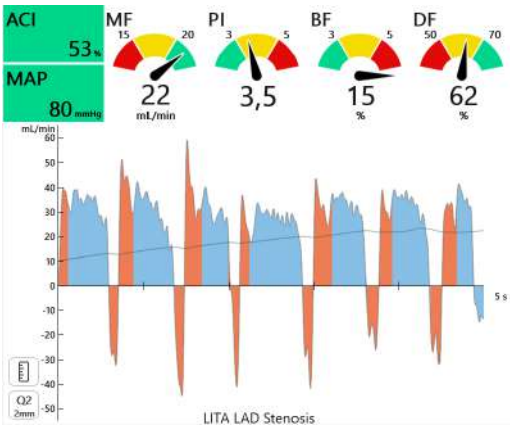 ACI
53 %
MAP
80 mmHg
MF
15 20
22
mL/min
PI
3 5
3,5
BF
3 5
15
%
DF
50 70
62
%
mL/min
60
50
40
30
20
10
0
-10
-20
-30
-40
-50
5 s
Q2
2mm
LITA LAD Stenosis